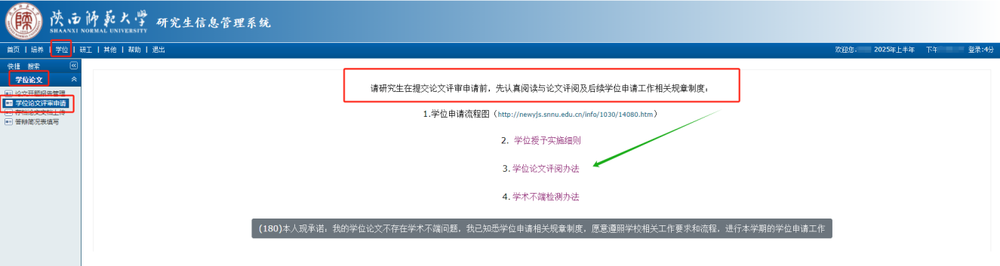 陕西师范大学 研究生信息管理系统
SHAANXI NORMAL UNIVERSITY
首页 | 培养 | 学位 | 研工 | 其他 | 帮助 | 退出
欢迎您. 2025年上半年 下午 登录:4分
快捷 搜索
学位论文
论文开题报告管理
学位论文评审申请
存档论文文档上传
答辩简况表填写
请研究生在提交论文评审申请前，先认真阅读与论文评阅及后续学位申请工作相关规章制度：
1.学位申请流程图（http://newyjs.snnu.edu.cn/info/1030/14080.htm）
2. 学位授予实施细则
3. 学位论文评阅办法
4. 学术不端检测办法
(180)本人现承诺：我的学位论文不存在学术不端问题，我已知悉学位申请相关规章制度，愿意遵照学校相关工作要求和流程，进行本学期的学位申请工作